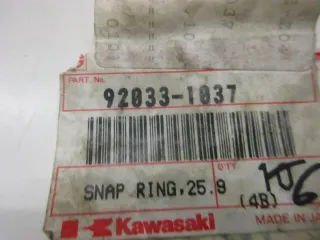 PART NO.
92033-1037
QTY
SNAP RING,25.9
(4B)
Kawasaki
MADE IN JA